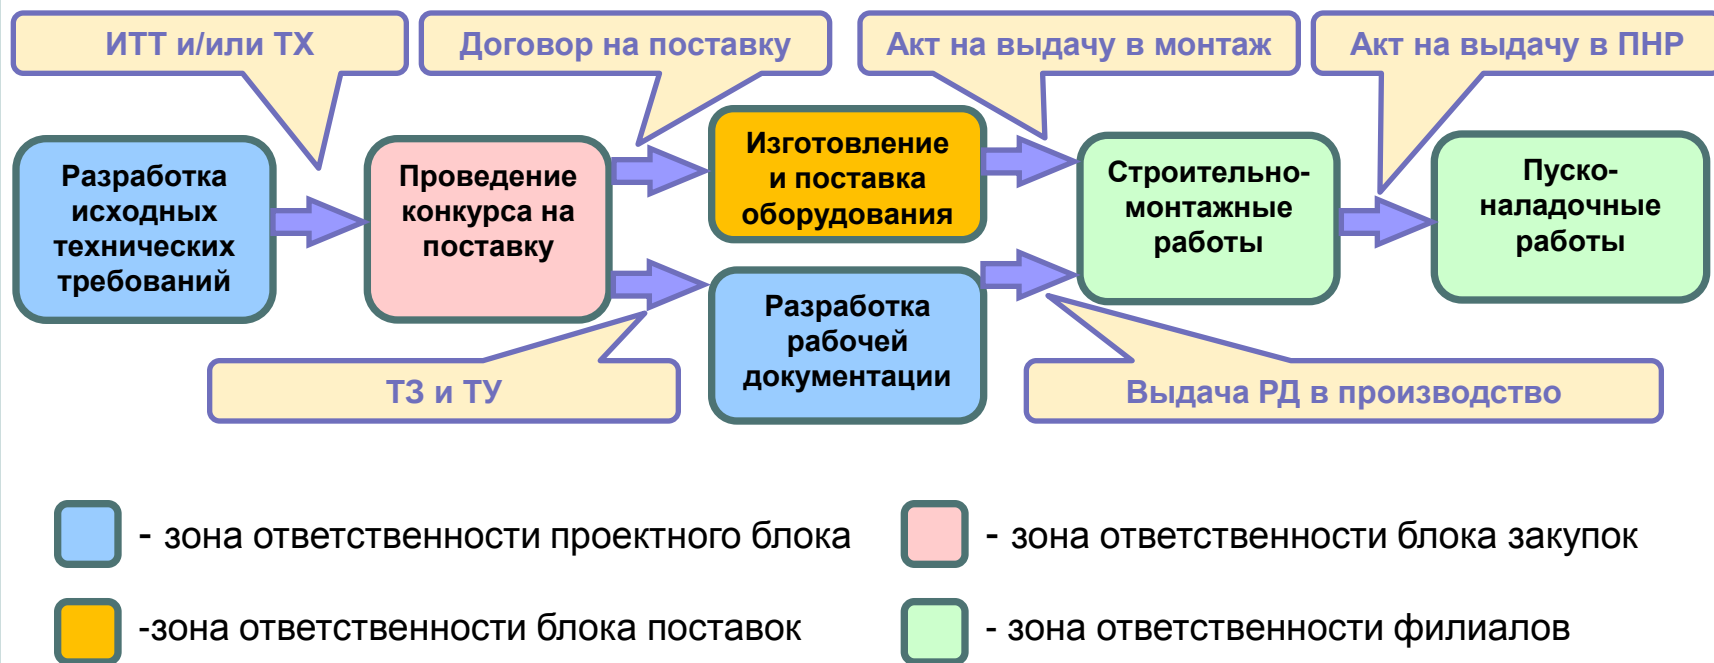 ИТТ и/или ТХ
Договор на поставку
Акт на выдачу в монтаж
Акт на выдачу в ПНР
Разработка
исходных
технических
требований
Проведение
конкурса на
поставку
Изготовление
и поставка
оборудования
Разработка
рабочей
документации
Строительно-
монтажные
работы
Пуско-
наладочные
работы
ТЗ и ТУ
Выдача РД в производство
- зона ответственности проектного блока
- зона ответственности блока закупок
-зона ответственности блока поставок
- зона ответственности филиалов